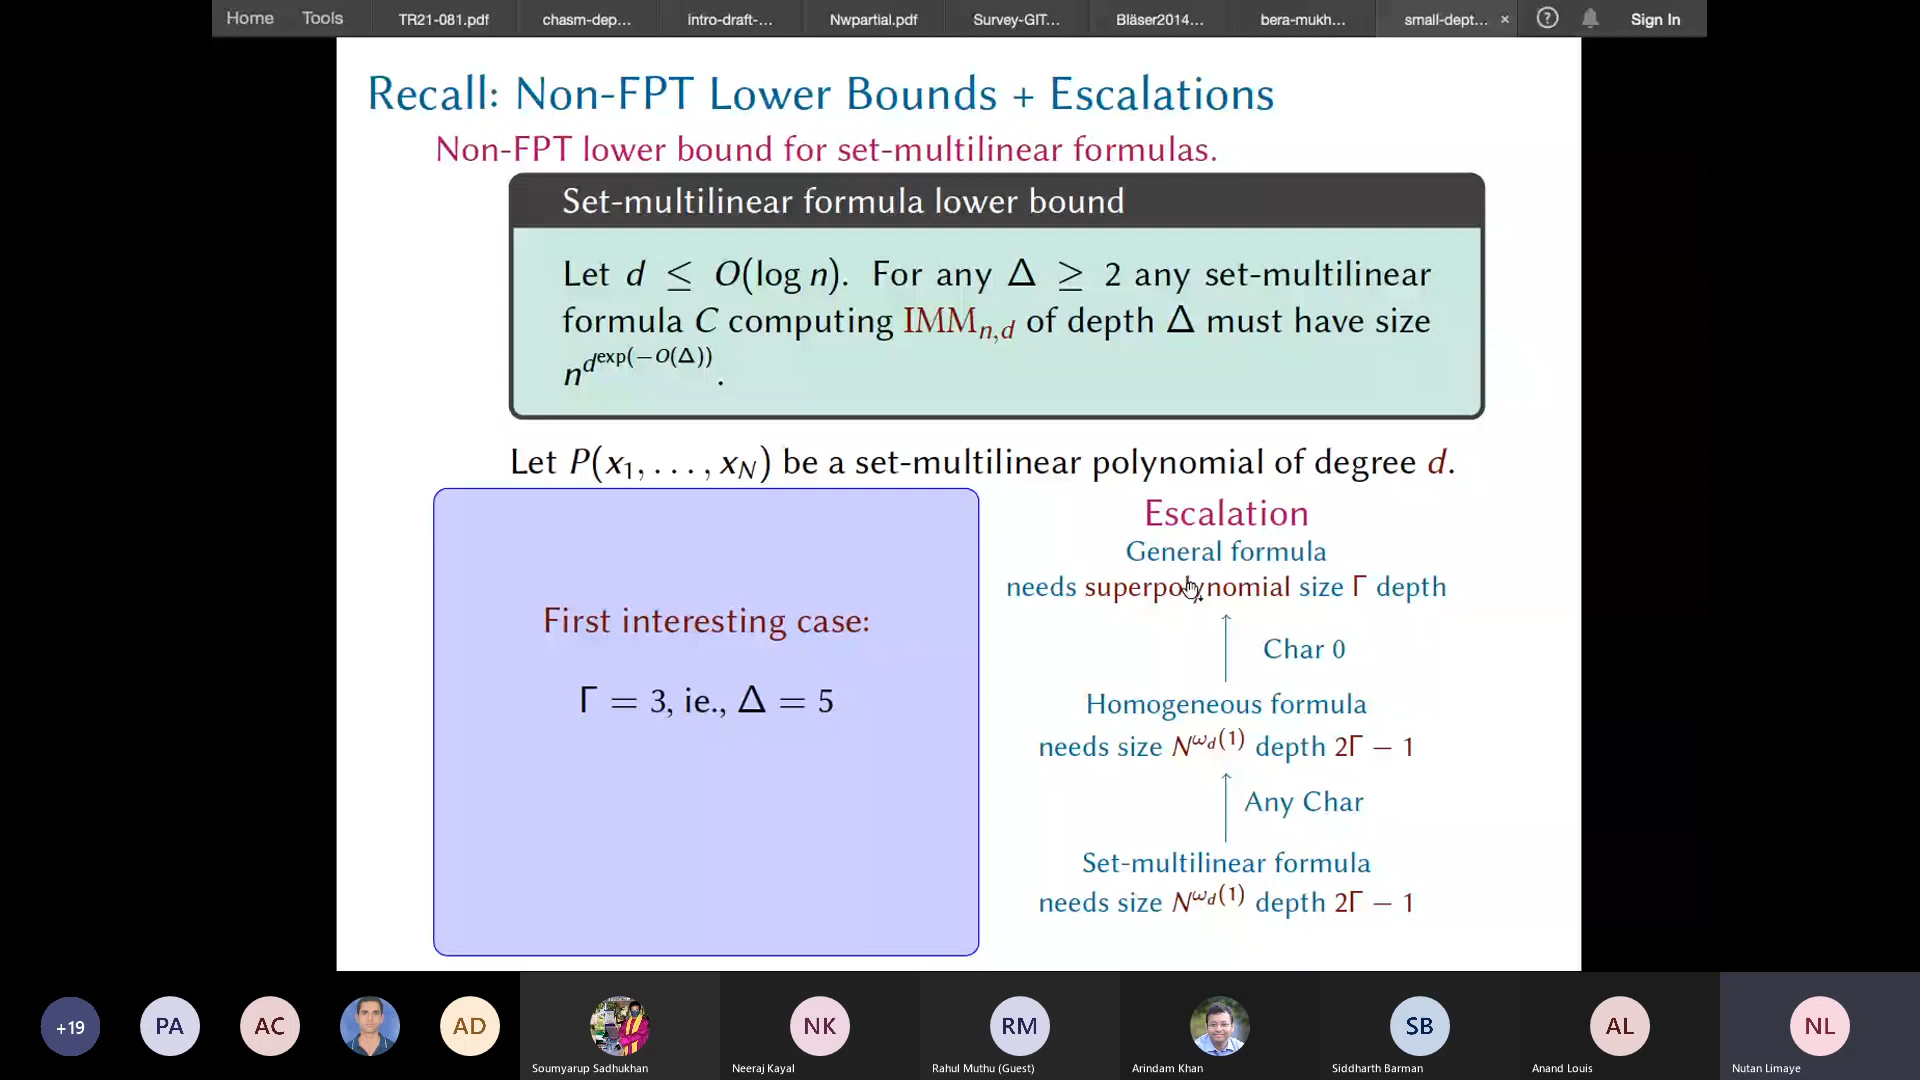 Home Tools TR21-081.pdf chasm-dep... intro-draft-... Nwpartial.pdf Survey-GIT... Bläser2014... bera-mukh... small-dept... × ? Sign In
Recall: Non-FPT Lower Bounds + Escalations
Non-FPT lower bound for set-multilinear formulas.
Set-multilinear formula lower bound
Let d ≤ O(log n). For any Δ ≥ 2 any set-multilinear
formula C computing IMM_{n,d} of depth Δ must have size
n^{d^{exp(−O(Δ))}}.
Let P(x_1, . . . , x_N) be a set-multilinear polynomial of degree d.
First interesting case:
Γ = 3, ie., Δ = 5
Escalation
General formula
needs superpolynomial size Γ depth
Char 0
Homogeneous formula
needs size N^{ω_d(1)} depth 2Γ − 1
Any Char
Set-multilinear formula
needs size N^{ω_d(1)} depth 2Γ − 1
+19 PA AC AD NK RM SB AL NL
Soumyarup Sadhukhan Neeraj Kayal Rahul Muthu (Guest) Arindam Khan Siddharth Barman Anand Louis Nutan Limaye